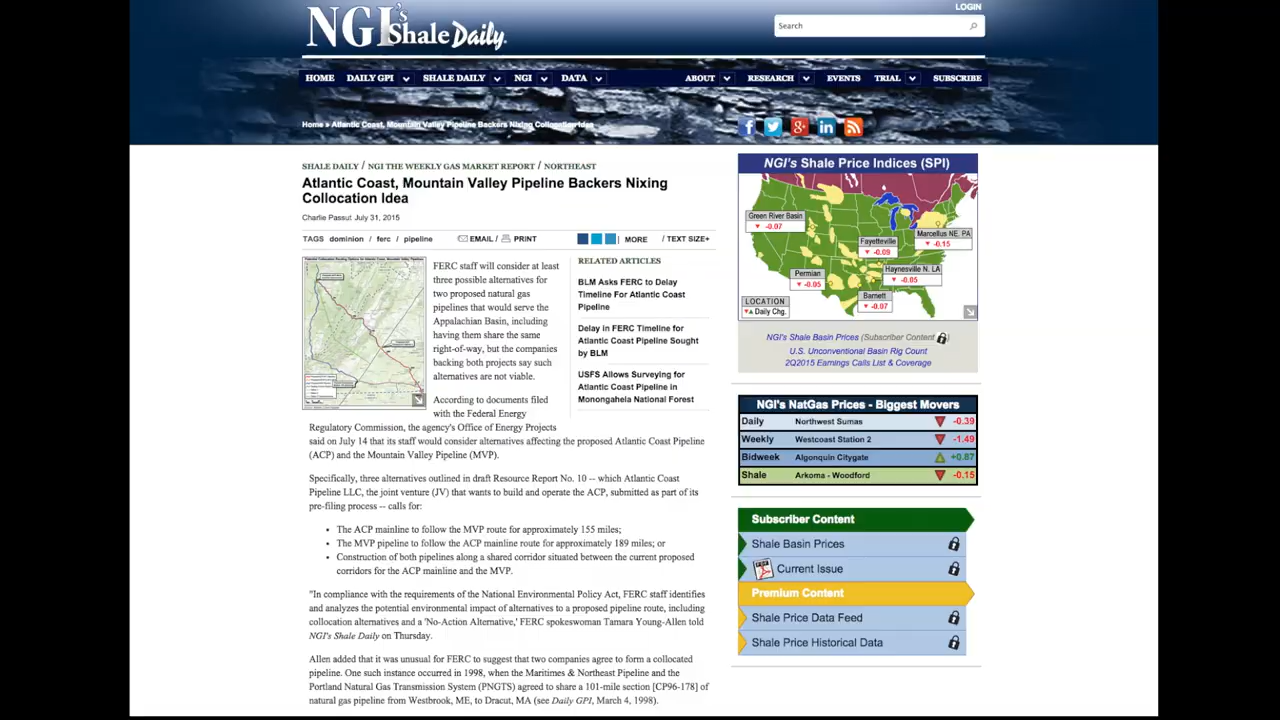 LOGIN
NGI's Shale Daily
Search
HOME DAILY GPI SHALE DAILY NGI DATA ABOUT RESEARCH EVENTS TRIAL SUBSCRIBE
Home » Atlantic Coast, Mountain Valley Pipeline Backers Nixing Collocation Idea
SHALE DAILY / NGI THE WEEKLY GAS MARKET REPORT / NORTHEAST
Atlantic Coast, Mountain Valley Pipeline Backers Nixing
Collocation Idea
Charlie Passut July 31, 2015
TAGS dominion / ferc / pipeline EMAIL / PRINT MORE / TEXT SIZE+
FERC staff will consider at least
three possible alternatives for
two proposed natural gas
pipelines that would serve the
Appalachian Basin, including
having them share the same
right-of-way, but the companies
backing both projects say such
alternatives are not viable.
According to documents filed
with the Federal Energy
Regulatory Commission, the agency's Office of Energy Projects
said on July 14 that its staff would consider alternatives affecting the proposed Atlantic Coast Pipeline
(ACP) and the Mountain Valley Pipeline (MVP).
Specifically, three alternatives outlined in draft Resource Report No. 10 -- which Atlantic Coast
Pipeline LLC, the joint venture (JV) that wants to build and operate the ACP, submitted as part of its
pre-filing process -- calls for:
• The ACP mainline to follow the MVP route for approximately 155 miles;
• The MVP pipeline to follow the ACP mainline route for approximately 189 miles; or
• Construction of both pipelines along a shared corridor situated between the current proposed
corridors for the ACP mainline and the MVP.
"In compliance with the requirements of the National Environmental Policy Act, FERC staff identifies
and analyzes the potential environmental impact of alternatives to a proposed pipeline route, including
collocation alternatives and a 'No-Action Alternative,' FERC spokeswoman Tamara Young-Allen told
NGI's Shale Daily on Thursday.
Allen added that it was unusual for FERC to suggest that two companies agree to form a collocated
pipeline. One such instance occurred in 1998, when the Maritimes & Northeast Pipeline and the
Portland Natural Gas Transmission System (PNGTS) agreed to share a 101-mile section [CP96-178] of
natural gas pipeline from Westbrook, ME, to Dracut, MA (see Daily GPI, March 4, 1998).
RELATED ARTICLES
BLM Asks FERC to Delay
Timeline For Atlantic Coast
Pipeline
Delay in FERC Timeline for
Atlantic Coast Pipeline Sought
by BLM
USFS Allows Surveying for
Atlantic Coast Pipeline in
Monongahela National Forest
NGI's Shale Price Indices (SPI)
Green River Basin
-0.07
Marcellus NE, PA
-0.15
Fayetteville
-0.09
Haynesville N. LA
-0.05
Permian
-0.05
Barnett
-0.07
LOCATION
Daily Chg.
NGI's Shale Basin Prices (Subscriber Content)
U.S. Unconventional Basin Rig Count
2Q2015 Earnings Calls List & Coverage
NGI's NatGas Prices - Biggest Movers
Daily Northwest Sumas -0.39
Weekly Westcoast Station 2 -1.49
Bidweek Algonquin Citygate +0.87
Shale Arkoma - Woodford -0.15
Subscriber Content
Shale Basin Prices
Current Issue
Premium Content
Shale Price Data Feed
Shale Price Historical Data